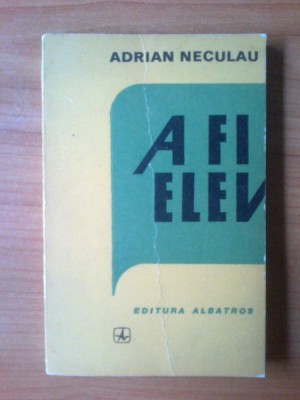 ADRIAN NECULAU
A FI
ELEV
EDITURA ALBATROS